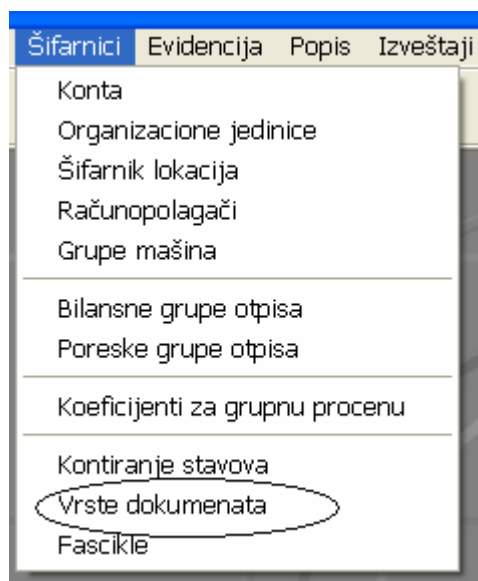 Šifarnici Evidencija Popis Izveštaji
Konta
Organizacione jedinice
Šifarnik lokacija
Računopolagači
Grupe mašina
Bilansne grupe otpisa
Poreske grupe otpisa
Koeficijenti za grupnu procenu
Kontiranje stavova
Vrste dokumenata
Fascikle